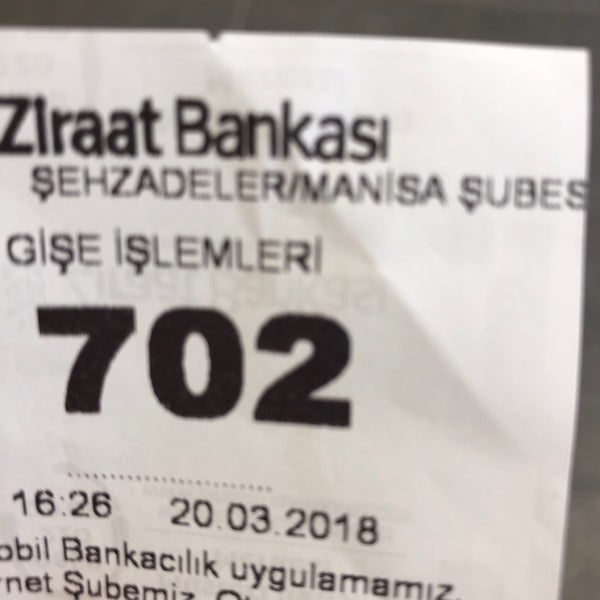 Ziraat Bankası
ŞEHZADELER/MANİSA ŞUBES
GİŞE İŞLEMLERİ
702
16:26 20.03.2018
obil Bankacılık uygulamamız,
net Şubemiz,